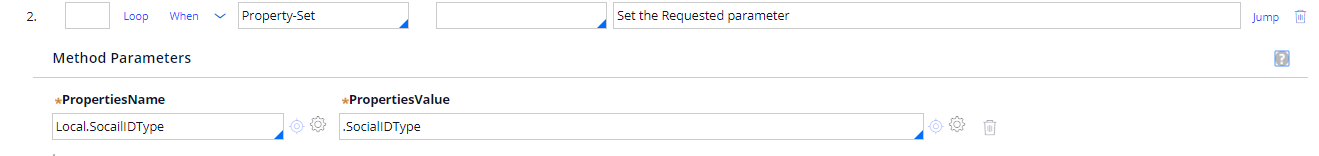 2. Loop When Property-Set Set the Requested parameter Jump
Method Parameters ?
*PropertiesName *PropertiesValue
Local.SocailIDType .SocialIDType